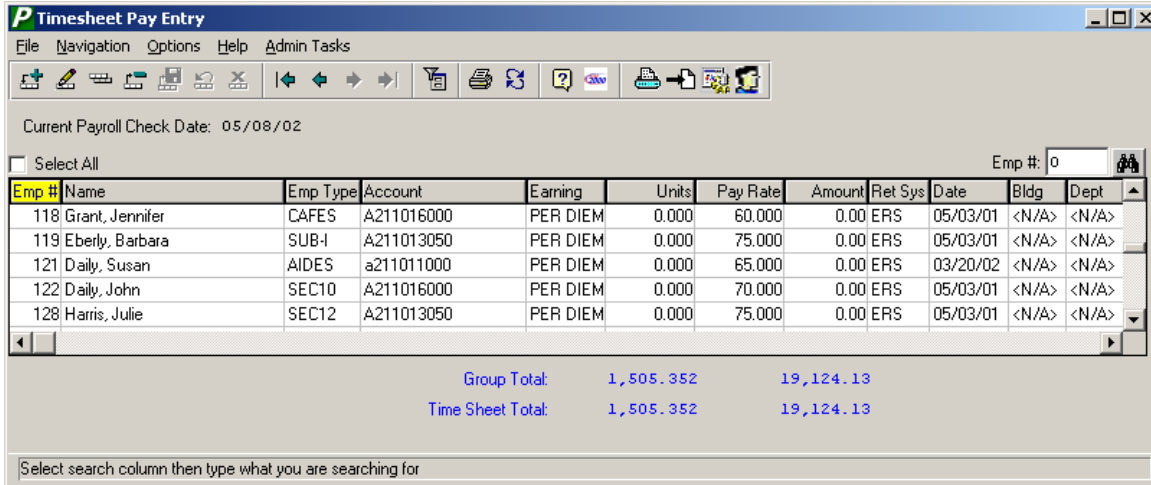 Timesheet Pay Entry
File Navigation Options Help Admin Tasks
Current Payroll Check Date: 05/08/02
Select All Emp #: 0
Emp # Name Emp Type Account Earning Units Pay Rate Amount Ret Sys Date Bldg Dept
118 Grant, Jennifer CAFES A211016000 PER DIEM 0.000 60.000 0.00 ERS 05/03/01 <N/A> <N/A>
119 Eberly, Barbara SUB-I A211013050 PER DIEM 0.000 75.000 0.00 ERS 05/03/01 <N/A> <N/A>
121 Daily, Susan AIDES a211011000 PER DIEM 0.000 65.000 0.00 ERS 03/20/02 <N/A> <N/A>
122 Daily, John SEC10 A211016000 PER DIEM 0.000 70.000 0.00 ERS 05/03/01 <N/A> <N/A>
128 Harris, Julie SEC12 A211013050 PER DIEM 0.000 75.000 0.00 ERS 05/03/01 <N/A> <N/A>
Group Total: 1,505.352 19,124.13
Time Sheet Total: 1,505.352 19,124.13
Select search column then type what you are searching for